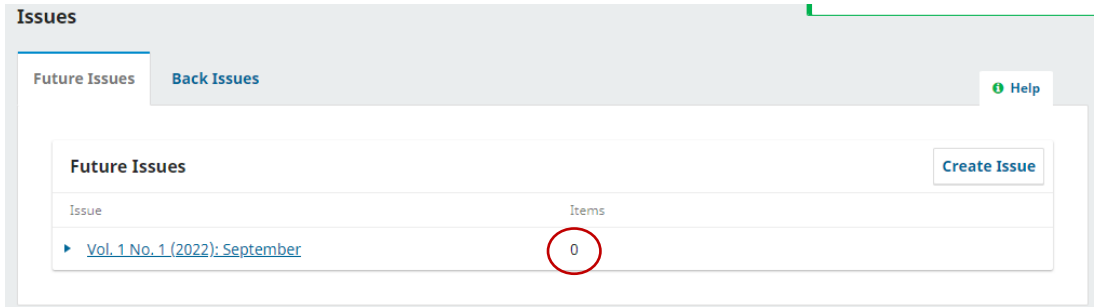 Issues
Future Issues Back Issues
Help
Future Issues Create Issue
Issue Items
Vol. 1 No. 1 (2022): September 0